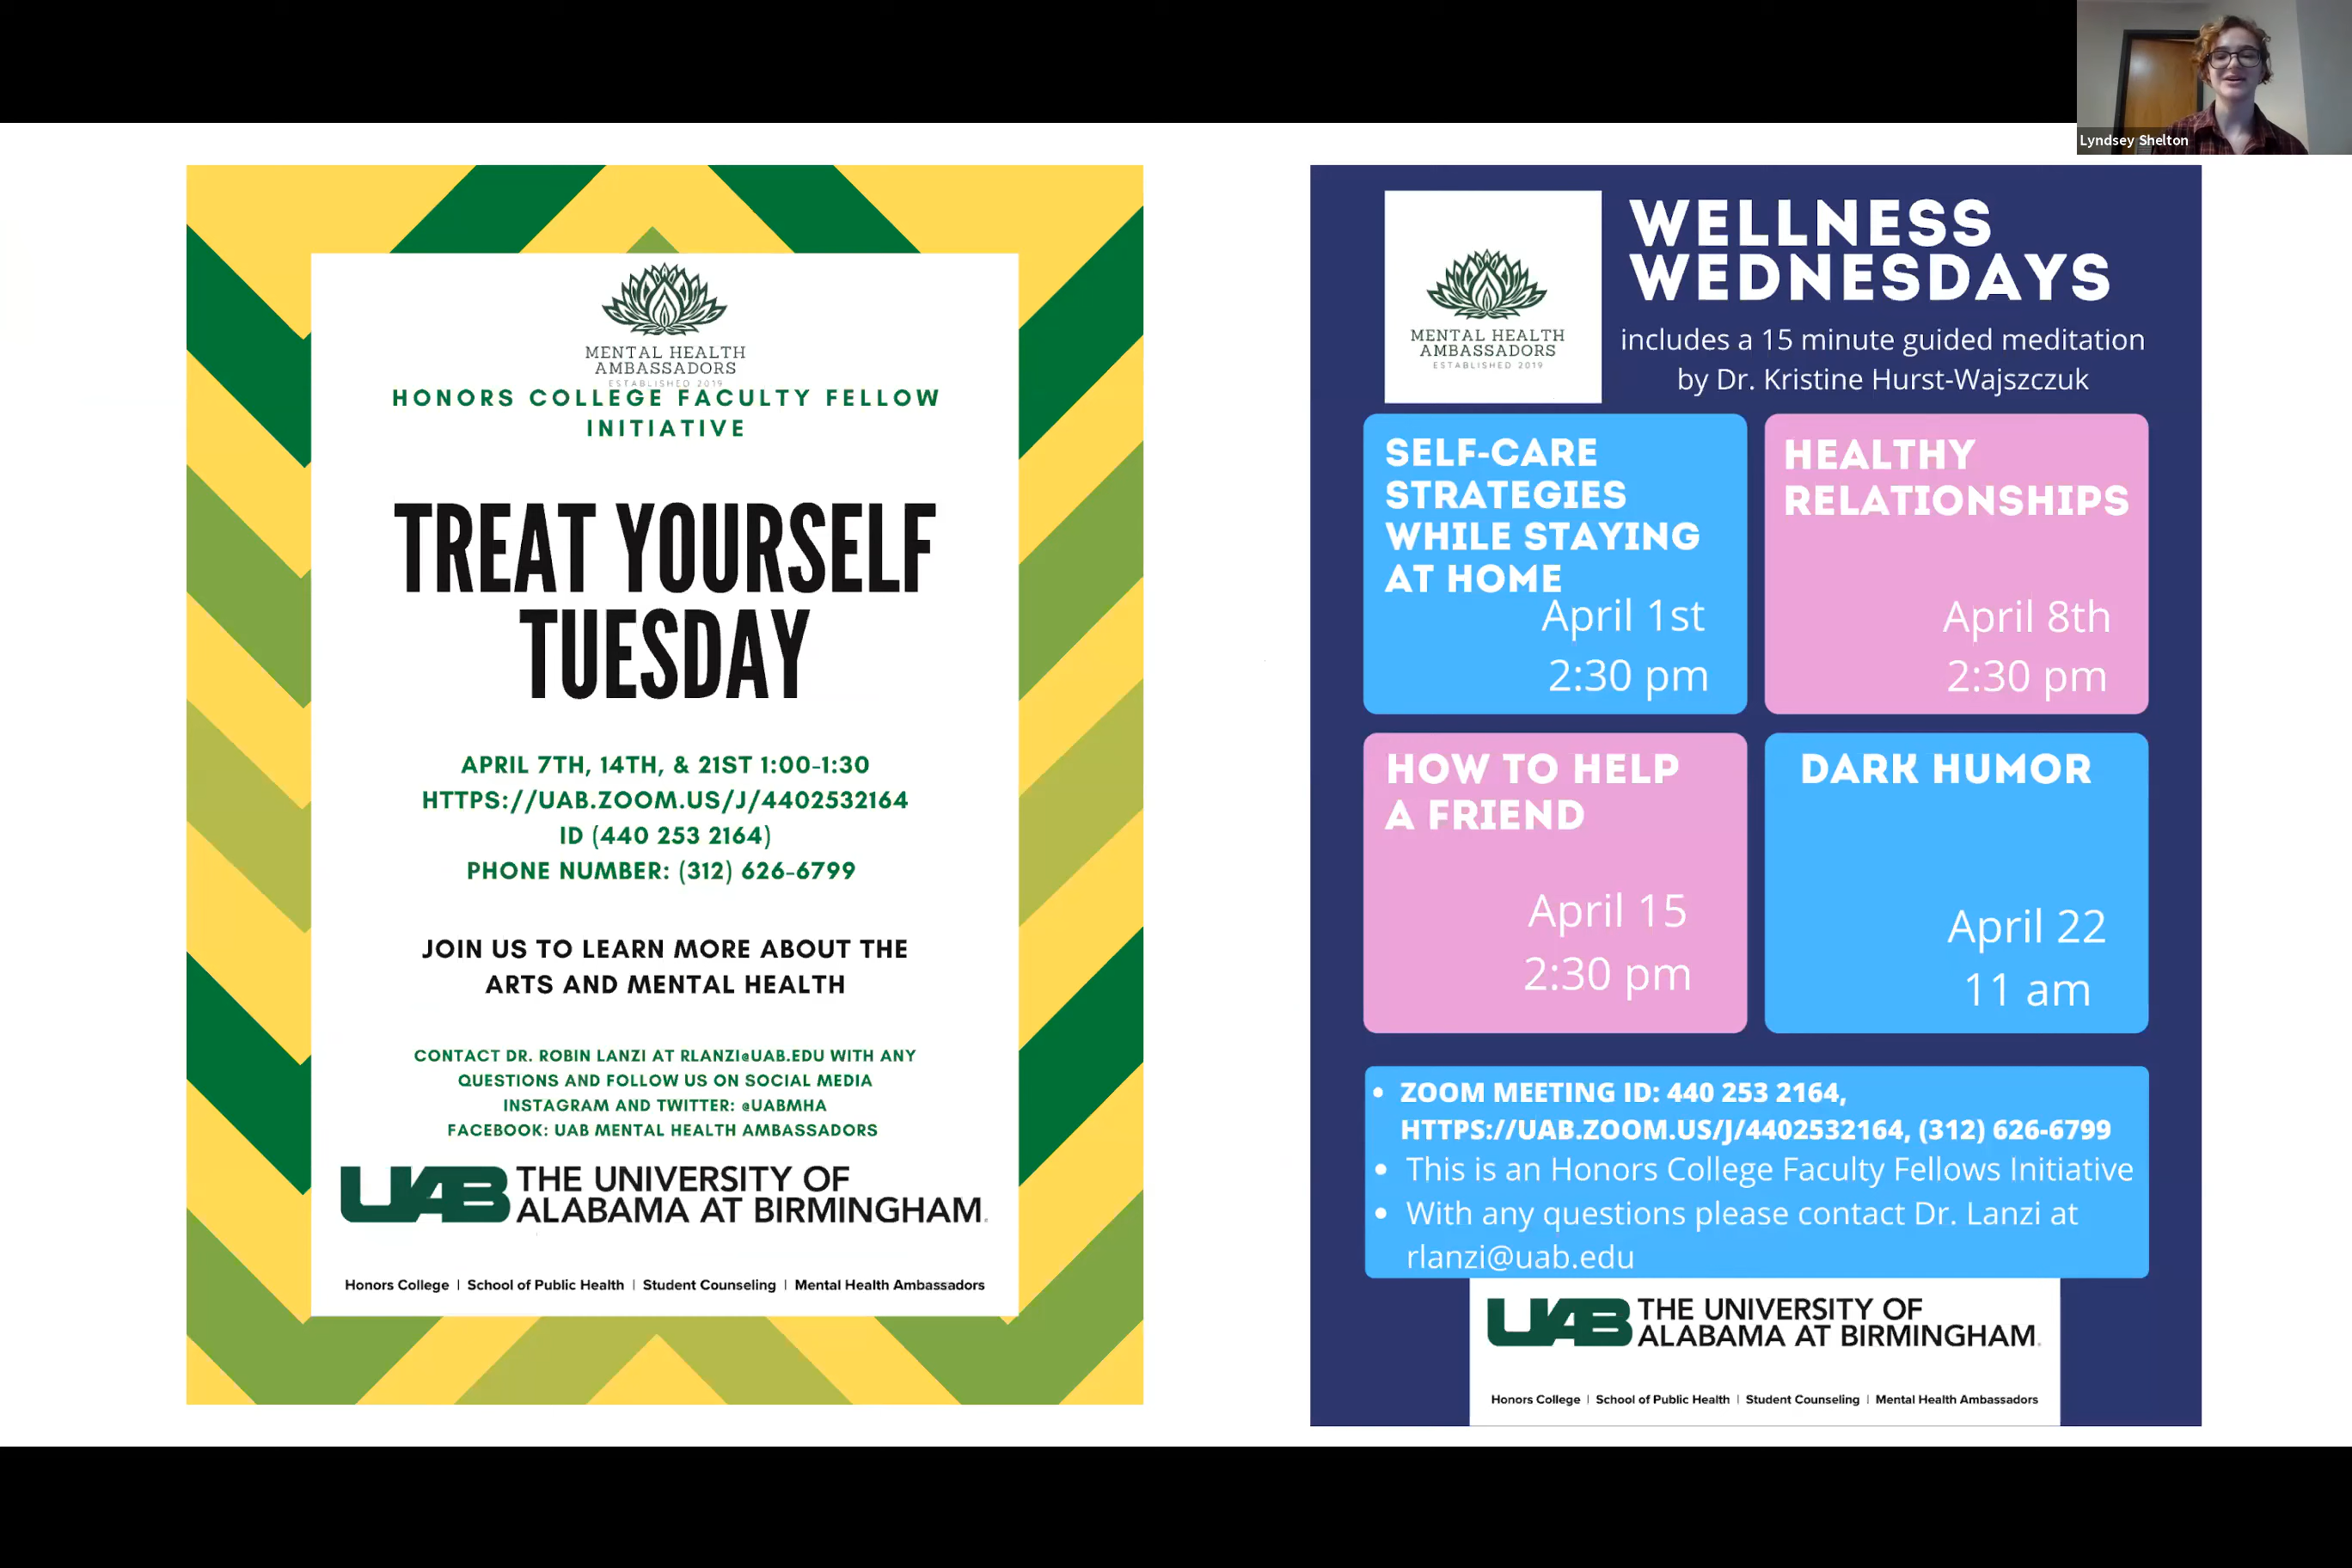 Lyndsey Shelton
MENTAL HEALTH
AMBASSADORS
ESTABLISHED 2019
HONORS COLLEGE FACULTY FELLOW
INITIATIVE
TREAT YOURSELF
TUESDAY
APRIL 7TH, 14TH, & 21ST 1:00-1:30
HTTPS://UAB.ZOOM.US/J/4402532164
ID (440 253 2164)
PHONE NUMBER: (312) 626-6799
JOIN US TO LEARN MORE ABOUT THE
ARTS AND MENTAL HEALTH
CONTACT DR. ROBIN LANZI AT RLANZI@UAB.EDU WITH ANY
QUESTIONS AND FOLLOW US ON SOCIAL MEDIA
INSTAGRAM AND TWITTER: @UABMHA
FACEBOOK: UAB MENTAL HEALTH AMBASSADORS
UAB THE UNIVERSITY OF
ALABAMA AT BIRMINGHAM.
Honors College | School of Public Health | Student Counseling | Mental Health Ambassadors
MENTAL HEALTH
AMBASSADORS
ESTABLISHED 2019
WELLNESS
WEDNESDAYS
includes a 15 minute guided meditation
by Dr. Kristine Hurst-Wajszczuk
SELF-CARE
STRATEGIES
WHILE STAYING
AT HOME
April 1st
2:30 pm
HEALTHY
RELATIONSHIPS
April 8th
2:30 pm
HOW TO HELP
A FRIEND
April 15
2:30 pm
DARK HUMOR
April 22
11 am
• ZOOM MEETING ID: 440 253 2164,
HTTPS://UAB.ZOOM.US/J/4402532164, (312) 626-6799
• This is an Honors College Faculty Fellows Initiative
• With any questions please contact Dr. Lanzi at
rlanzi@uab.edu
UAB THE UNIVERSITY OF
ALABAMA AT BIRMINGHAM.
Honors College | School of Public Health | Student Counseling | Mental Health Ambassadors